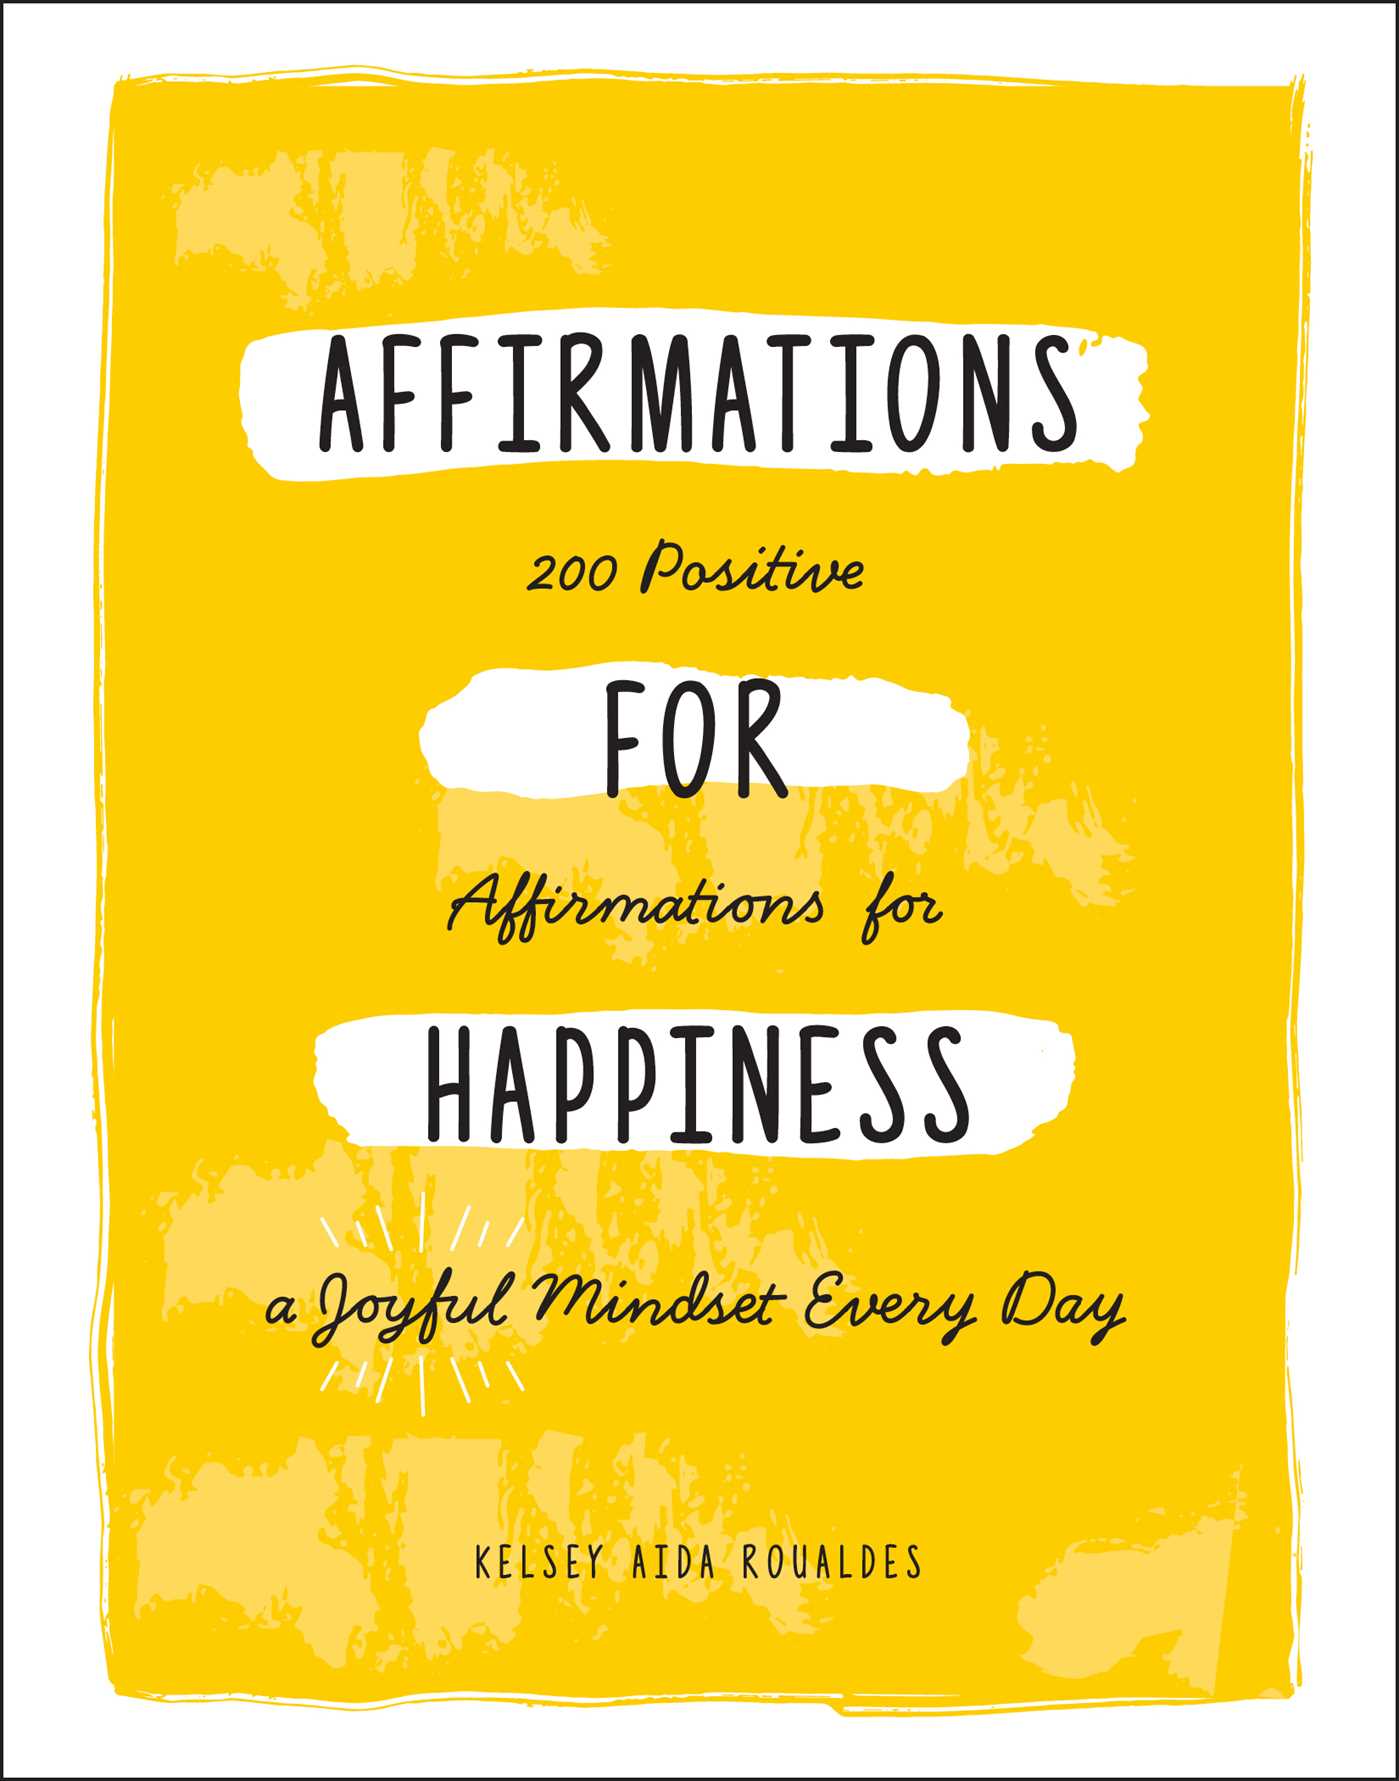 AFFIRMATIONS
200 Positive
FOR
Affirmations for
HAPPINESS
a Joyful Mindset Every Day
KELSEY AIDA ROUALDES